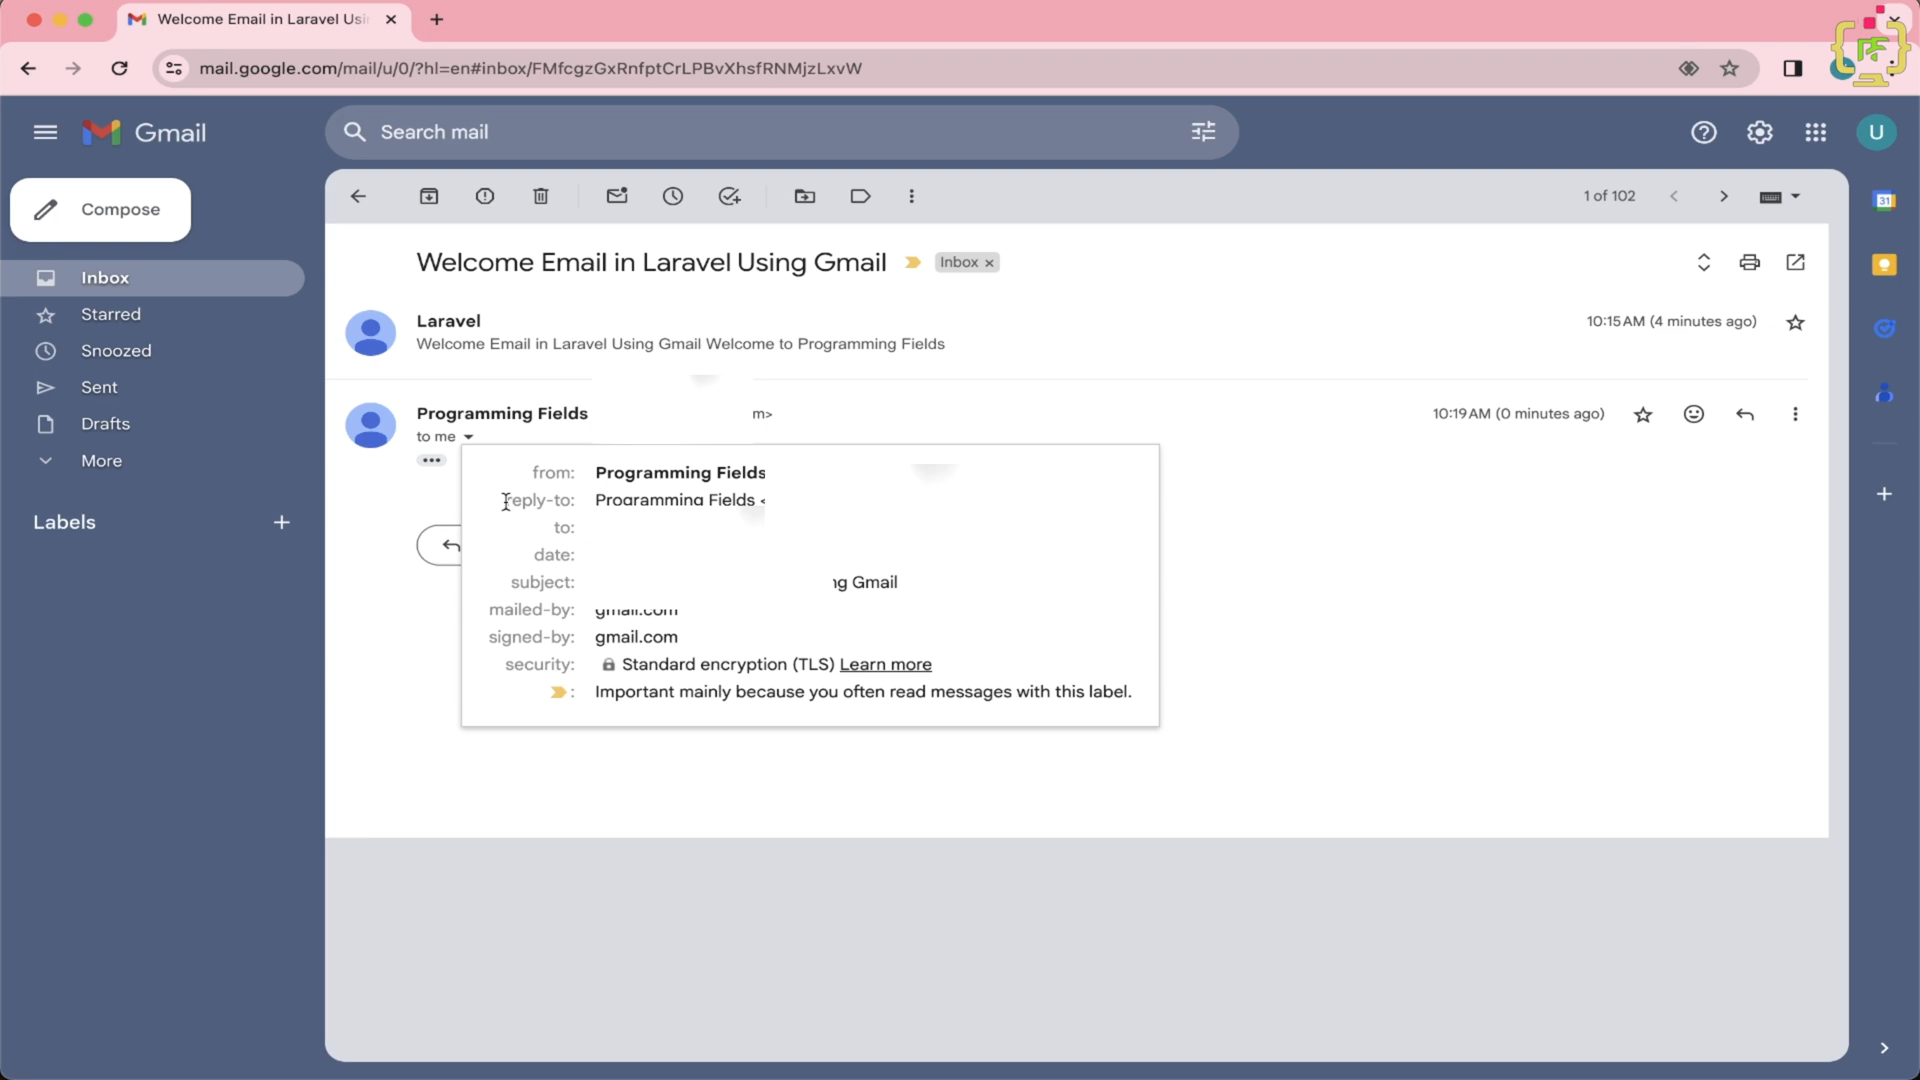 Welcome Email in Laravel Usi
mail.google.com/mail/u/0/?hl=en#inbox/FMfcgzGxRnfptCrLPBvXhsfRNMjzLxvW
Gmail
Search mail
U
Compose
1 of 102
31
Inbox
Starred
Snoozed
Sent
Drafts
More
Labels
Welcome Email in Laravel Using Gmail
Inbox
Laravel
10:15 AM (4 minutes ago)
Welcome Email in Laravel Using Gmail Welcome to Programming Fields
Programming Fields m>
10:19 AM (0 minutes ago)
to me
from: Programming Fields
reply-to: Programming Fields <
to:
date:
subject: ng Gmail
mailed-by: gmail.com
signed-by: gmail.com
security: Standard encryption (TLS) Learn more
: Important mainly because you often read messages with this label.